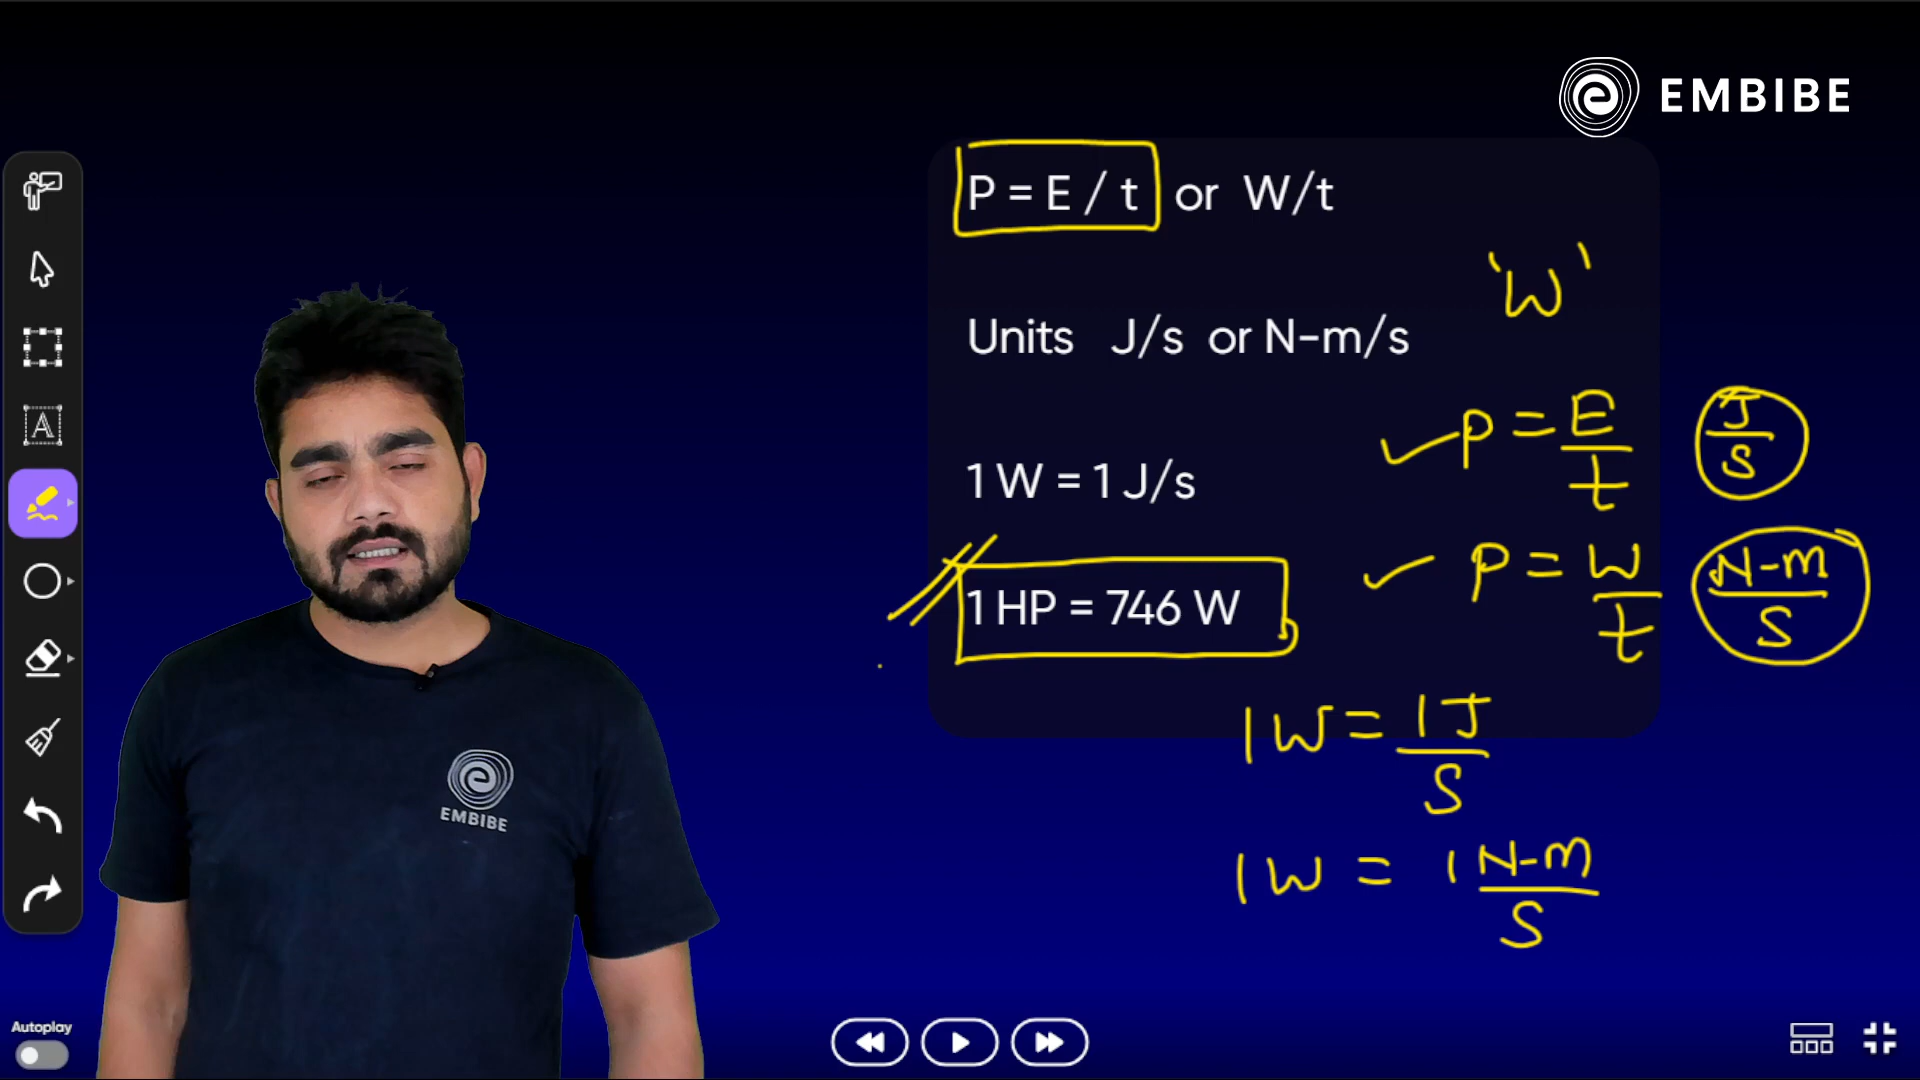 EMBIBE
P = E / t or W/t
'W'
Units J/s or N-m/s
P = E/t J/s
1 W = 1 J/s
P = W/t N-m/s
1 HP = 746 W
1W = 1J/s
1W = 1 N-m/s
EMBIBE
A
Autoplay